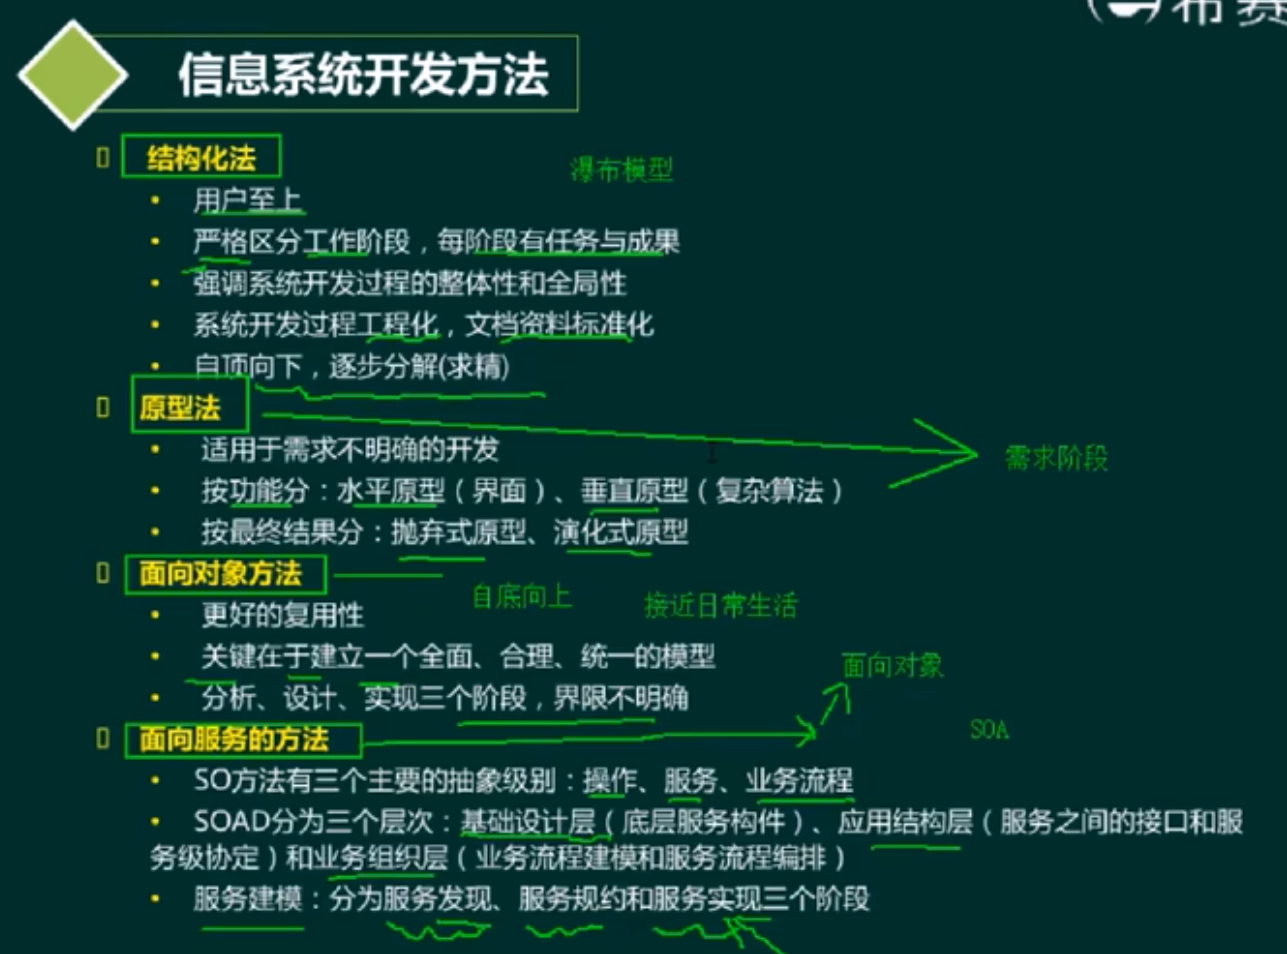 布赛
信息系统开发方法
结构化法
瀑布模型
• 用户至上
• 严格区分工作阶段，每阶段有任务与成果
• 强调系统开发过程的整体性和全局性
• 系统开发过程工程化，文档资料标准化
• 自顶向下，逐步分解(求精)
原型法
• 适用于需求不明确的开发
需求阶段
• 按功能分：水平原型（界面）、垂直原型（复杂算法）
• 按最终结果分：抛弃式原型、演化式原型
面向对象方法
自底向上 接近日常生活
• 更好的复用性
• 关键在于建立一个全面、合理、统一的模型
面向对象
• 分析、设计、实现三个阶段，界限不明确
面向服务的方法
SOA
• SO方法有三个主要的抽象级别：操作、服务、业务流程
• SOAD分为三个层次：基础设计层（底层服务构件）、应用结构层（服务之间的接口和服
务级协定）和业务组织层（业务流程建模和服务流程编排）
• 服务建模：分为服务发现、服务规约和服务实现三个阶段